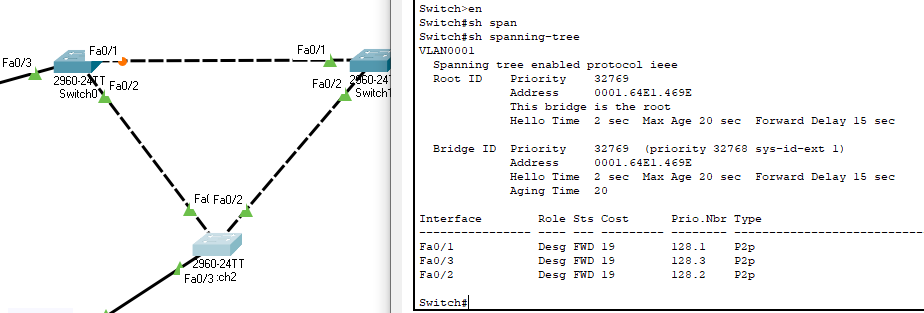 Fa0/3
Fa0/1
2960-24TT
Switch0
Fa0/2
Fa0/1
Fa0/2
2960-24
Switch1
Fa( Fa0/2
2960-24TT
Fa0/3 :ch2
Switch>en
Switch#sh span
Switch#sh spanning-tree
VLAN0001
Spanning tree enabled protocol ieee
Root ID Priority 32769
Address 0001.64E1.469E
This bridge is the root
Hello Time 2 sec Max Age 20 sec Forward Delay 15 sec
Bridge ID Priority 32769 (priority 32768 sys-id-ext 1)
Address 0001.64E1.469E
Hello Time 2 sec Max Age 20 sec Forward Delay 15 sec
Aging Time 20
Interface Role Sts Cost Prio.Nbr Type
---------------- ---- --- --------- -------- --------------------------------
Fa0/1 Desg FWD 19 128.1 P2p
Fa0/3 Desg FWD 19 128.3 P2p
Fa0/2 Desg FWD 19 128.2 P2p
Switch#